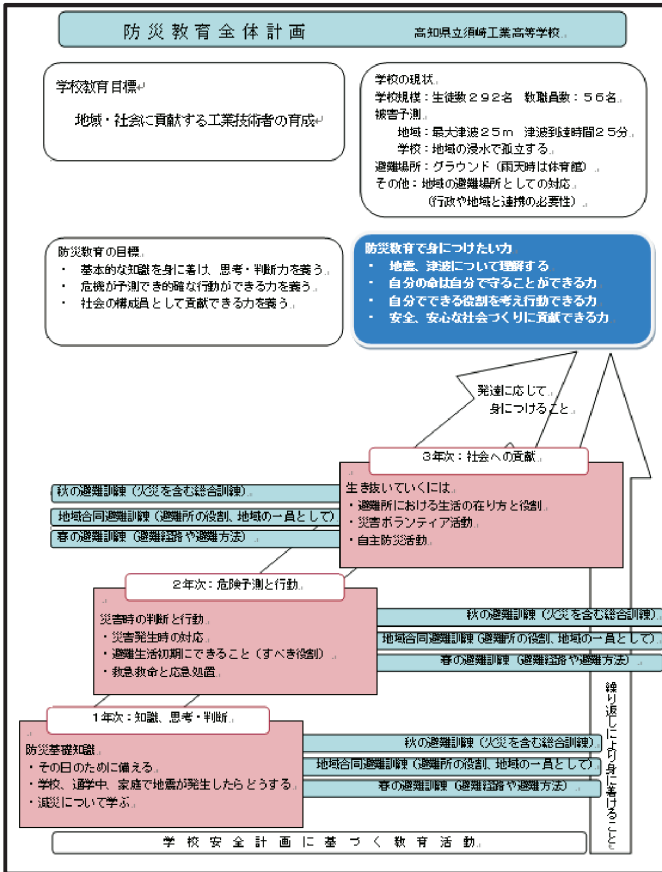 防災教育全体計画
高知県立須崎工業高等学校
学校教育目標
地域・社会に貢献する工業技術者の育成
学校の現状
学校規模：生徒数２９２名　教職員数：５６名
被害予測
地域：最大津波２５ｍ　津波到達時間２５分
学校：地域の浸水で孤立する
避難場所：グラウンド（雨天時は体育館）
その他：地域の避難場所としての対応
（行政や地域と連携の必要性）
防災教育の目標
・　基本的な知識を身に着け、思考・判断力を養う
・　危機が予測でき的確な行動ができる力を養う
・　社会の構成員として貢献できる力を養う
防災教育で身につけたい力
・　地震、津波について理解する
・　自分の命は自分で守ることができる力
・　自分でできる役割を考え行動できる力
・　安全、安心な社会づくりに貢献できる力
発達に応じて
身につけること
３年次：社会への貢献
生き抜いていくには
・避難所における生活の在り方と役割
・災害ボランティア活動
・自主防災活動
秋の避難訓練（火災を含む総合訓練）
地域合同避難訓練（避難所の役割、地域の一員として）
春の避難訓練（避難経路や避難方法）
２年次：危険予測と行動
災害時の判断と行動
・災害発生時の対応
・避難生活初期にできること（すべき役割）
・救急救命と応急処置
秋の避難訓練（火災を含む総合訓練）
地域合同避難訓練（避難所の役割、地域の一員として）
春の避難訓練（避難経路や避難方法）
１年次：知識、思考・判断
防災基礎知識
・その日のために備える
・学校、通学中、家庭で地震が発生したらどうする
・減災について学ぶ
秋の避難訓練（火災を含む総合訓練）
地域合同避難訓練（避難所の役割、地域の一員として）
春の避難訓練（避難経路や避難方法）
繰り返しにより身に着けること
学校安全計画に基づく教育活動